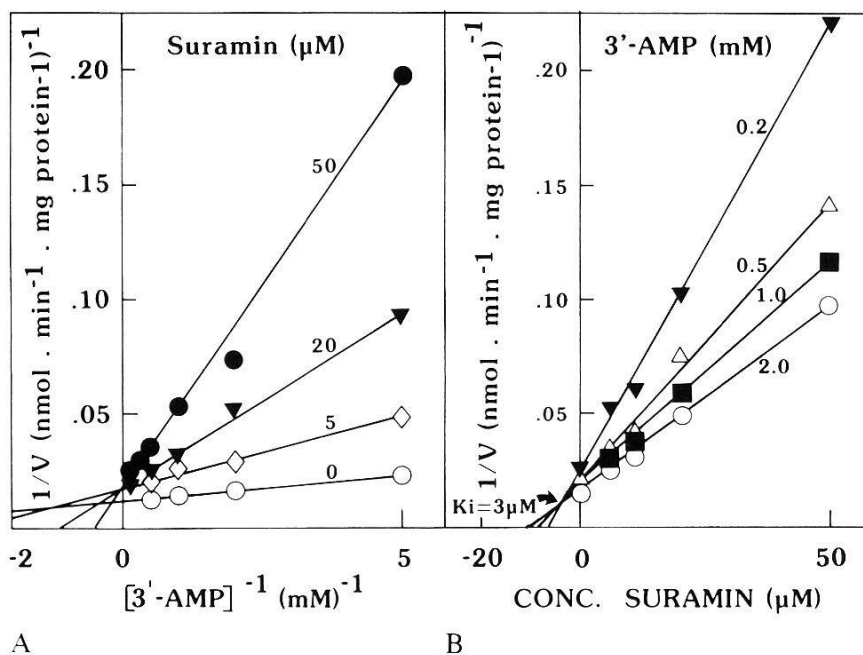 Suramin (μM)
.20
.15
.10
.05
1/V (nmol . min-1 . mg protein-1)-1
50
20
5
0
-2 0 5
[3'-AMP] -1 (mM)-1
A
3'-AMP (mM)
.20
.15
.10
.05
1/V (nmol . min-1 . mg protein-1)-1
0.2
0.5
1.0
2.0
Ki=3μM
-20 0 20 50
CONC. SURAMIN (μM)
B